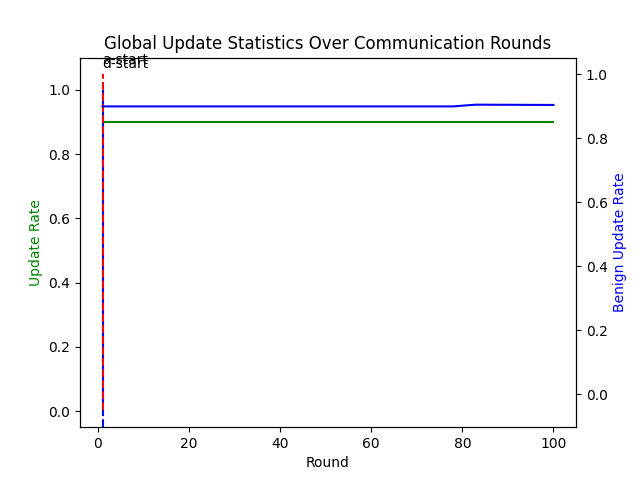 Global Update Statistics Over Communication Rounds
a-start
d-start
1.0
0.8
0.6
0.4
0.2
0.0
Update Rate
1.0
0.8
0.6
0.4
0.2
0.0
Benign Update Rate
0 20 40 60 80 100
Round